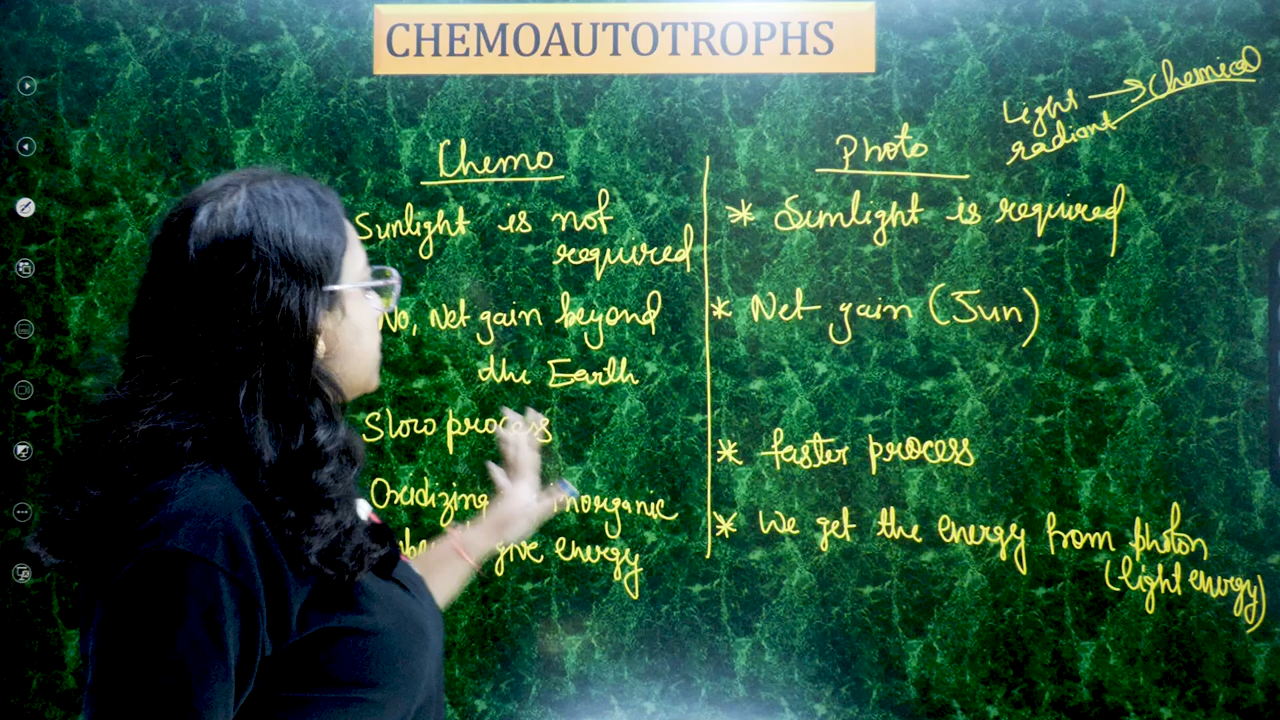 CHEMOAUTOTROPHS
Light → Chemical
radiant
Chemo
Sunlight is not
required
No, Net gain beyond
the Earth
Slow process
Oxidizing inorganic
give energy
Photo
* Sunlight is required
* Net gain (Sun)
* faster process
* We get the energy from photon
(light energy)